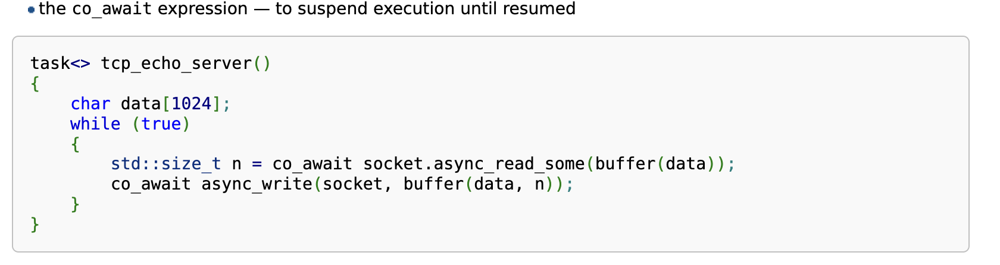 • the co_await expression — to suspend execution until resumed
task<> tcp_echo_server()
{
    char data[1024];
    while (true)
    {
        std::size_t n = co_await socket.async_read_some(buffer(data));
        co_await async_write(socket, buffer(data, n));
    }
}